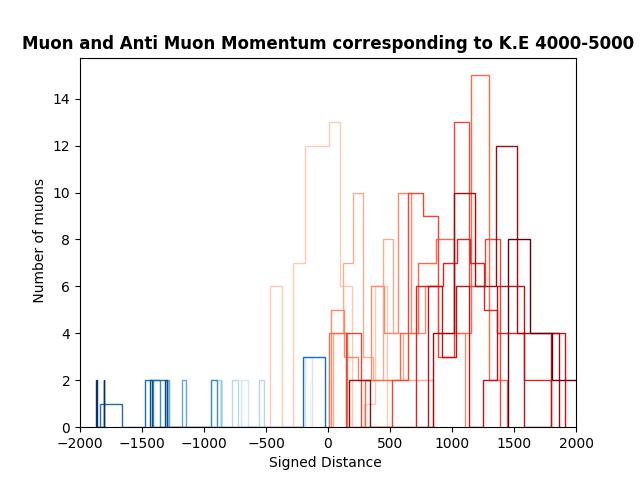 Muon and Anti Muon Momentum corresponding to K.E 4000-5000
14
12
10
8
6
4
2
0
Number of muons
−2000 −1500 −1000 −500 0 500 1000 1500 2000
Signed Distance